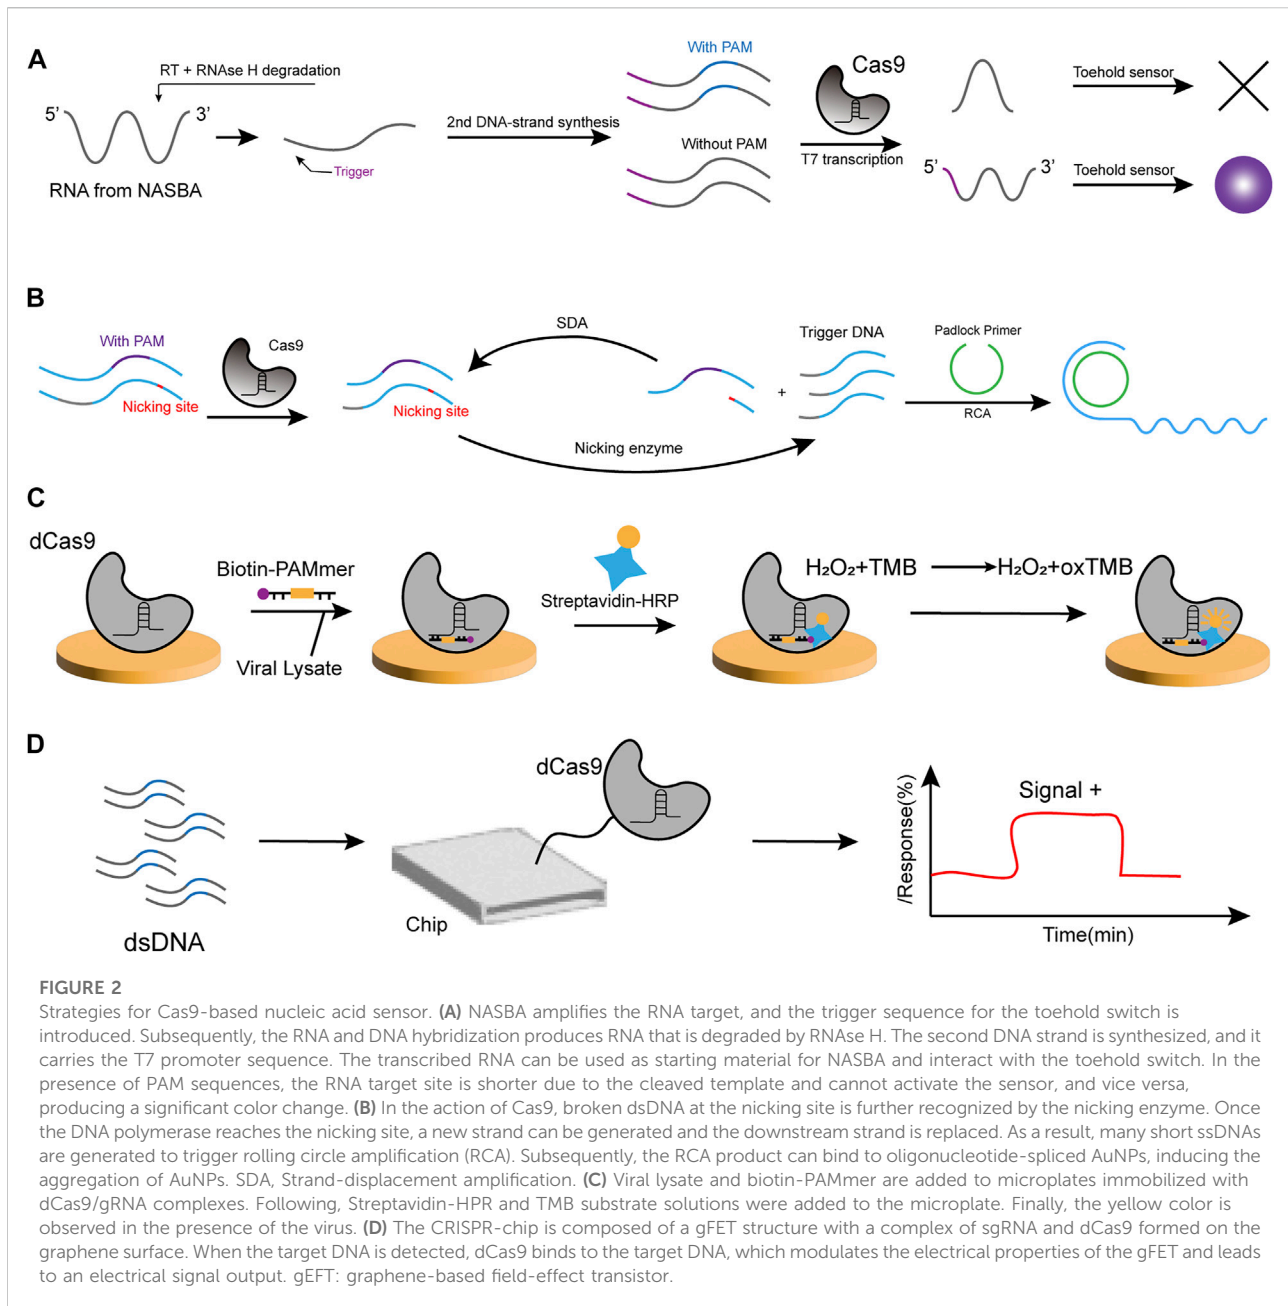 A
RT + RNAse H degradation
5’
3’
RNA from NASBA
Trigger
2nd DNA-strand synthesis
With PAM
Without PAM
Cas9
T7 transcription
Toehold sensor
5’
3’
Toehold sensor
B
With PAM
Nicking site
Cas9
Nicking site
SDA
Nicking enzyme
+
Trigger DNA
Padlock Primer
RCA
C
dCas9
Biotin-PAMmer
Viral Lysate
Streptavidin-HRP
H₂O₂+TMB
H₂O₂+oxTMB
D
dsDNA
dCas9
Chip
/Response(%)
Signal +
Time(min)
FIGURE 2
Strategies for Cas9-based nucleic acid sensor. (A) NASBA amplifies the RNA target, and the trigger sequence for the toehold switch is
introduced. Subsequently, the RNA and DNA hybridization produces RNA that is degraded by RNAse H. The second DNA strand is synthesized, and it
carries the T7 promoter sequence. The transcribed RNA can be used as starting material for NASBA and interact with the toehold switch. In the
presence of PAM sequences, the RNA target site is shorter due to the cleaved template and cannot activate the sensor, and vice versa,
producing a significant color change. (B) In the action of Cas9, broken dsDNA at the nicking site is further recognized by the nicking enzyme. Once
the DNA polymerase reaches the nicking site, a new strand can be generated and the downstream strand is replaced. As a result, many short ssDNAs
are generated to trigger rolling circle amplification (RCA). Subsequently, the RCA product can bind to oligonucleotide-spliced AuNPs, inducing the
aggregation of AuNPs. SDA, Strand-displacement amplification. (C) Viral lysate and biotin-PAMmer are added to microplates immobilized with
dCas9/gRNA complexes. Following, Streptavidin-HPR and TMB substrate solutions were added to the microplate. Finally, the yellow color is
observed in the presence of the virus. (D) The CRISPR-chip is composed of a gFET structure with a complex of sgRNA and dCas9 formed on the
graphene surface. When the target DNA is detected, dCas9 binds to the target DNA, which modulates the electrical properties of the gFET and leads
to an electrical signal output. gEFT: graphene-based field-effect transistor.